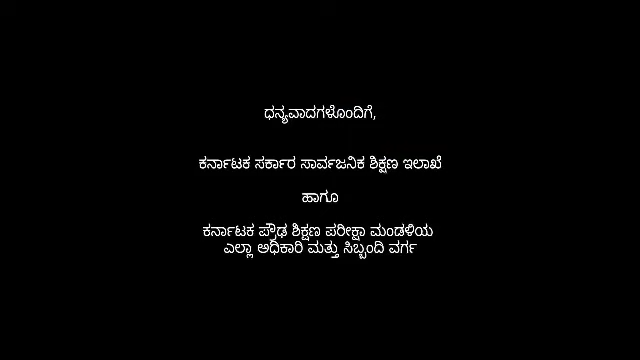 ಧನ್ಯವಾದಗಳೊಂದಿಗೆ,
ಕರ್ನಾಟಕ ಸರ್ಕಾರ ಸಾರ್ವಜನಿಕ ಶಿಕ್ಷಣ ಇಲಾಖೆ
ಹಾಗೂ
ಕರ್ನಾಟಕ ಪ್ರೌಢ ಶಿಕ್ಷಣ ಪರೀಕ್ಷಾ ಮಂಡಳಿಯ
ಎಲ್ಲಾ ಅಧಿಕಾರಿ ಮತ್ತು ಸಿಬ್ಬಂದಿ ವರ್ಗ